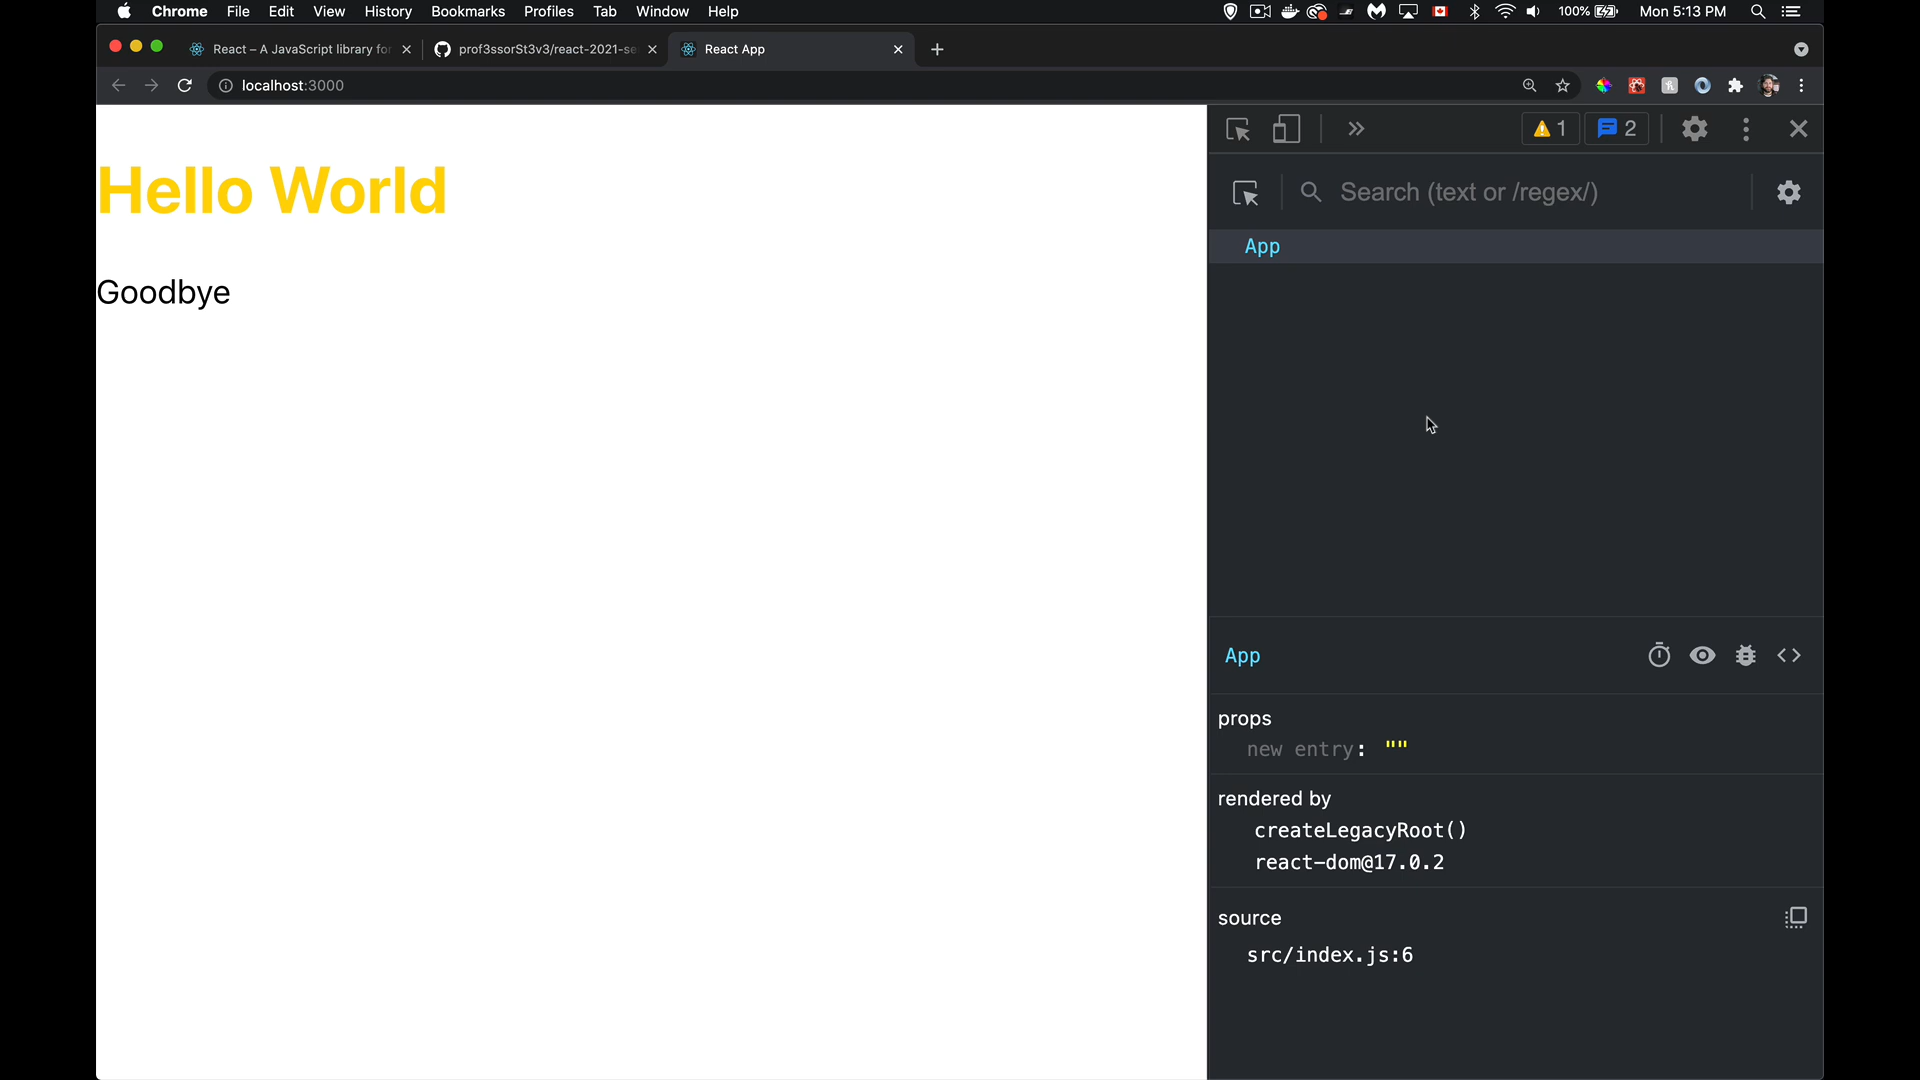 Chrome File Edit View History Bookmarks Profiles Tab Window Help 100% Mon 5:13 PM
React – A JavaScript library for prof3ssorSt3v3/react-2021-se React App
localhost:3000
Hello World
Goodbye
1 2
Search (text or /regex/)
App
App
props
new entry: ""
rendered by
createLegacyRoot()
react-dom@17.0.2
source
src/index.js:6